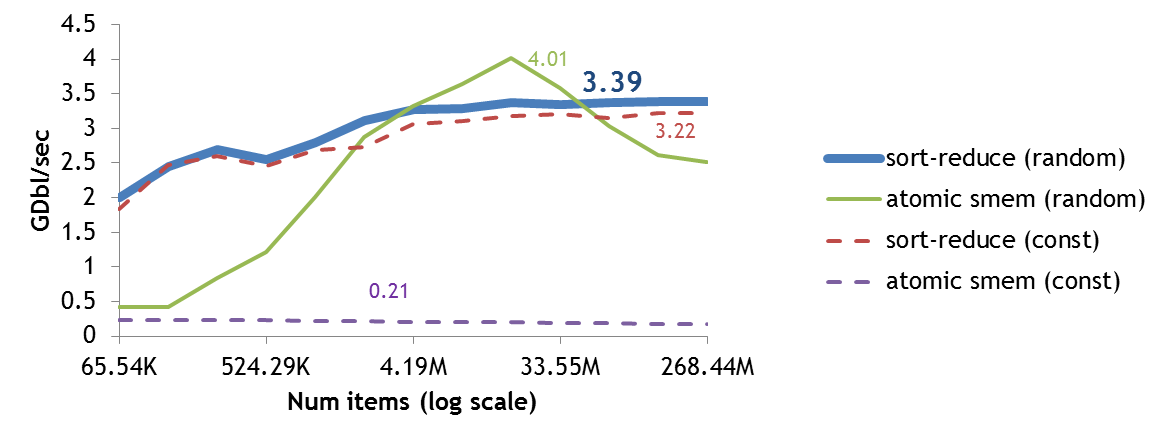 4.5
4
3.5
3
2.5
2
1.5
1
0.5
0
GDbl/sec
4.01
3.39
3.22
0.21
65.54K 524.29K 4.19M 33.55M 268.44M
Num items (log scale)
sort-reduce (random)
atomic smem (random)
sort-reduce (const)
atomic smem (const)